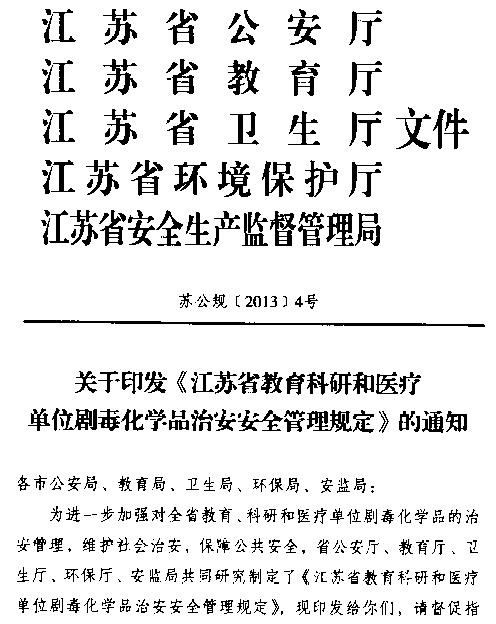 江苏省公安厅
江苏省教育厅
江苏省卫生厅 文件
江苏省环境保护厅
江苏省安全生产监督管理局
苏公规〔2013〕4号
关于印发《江苏省教育科研和医疗
单位剧毒化学品治安安全管理规定》的通知
各市公安局、教育局、卫生局、环保局、安监局：
为进一步加强对全省教育、科研和医疗单位剧毒化学品的治
安管理，维护社会治安，保障公共安全，省公安厅、教育厅、卫
生厅、环保厅、安监局共同研究制定了《江苏省教育科研和医疗
单位剧毒化学品治安安全管理规定》，现印发给你们，请督促指